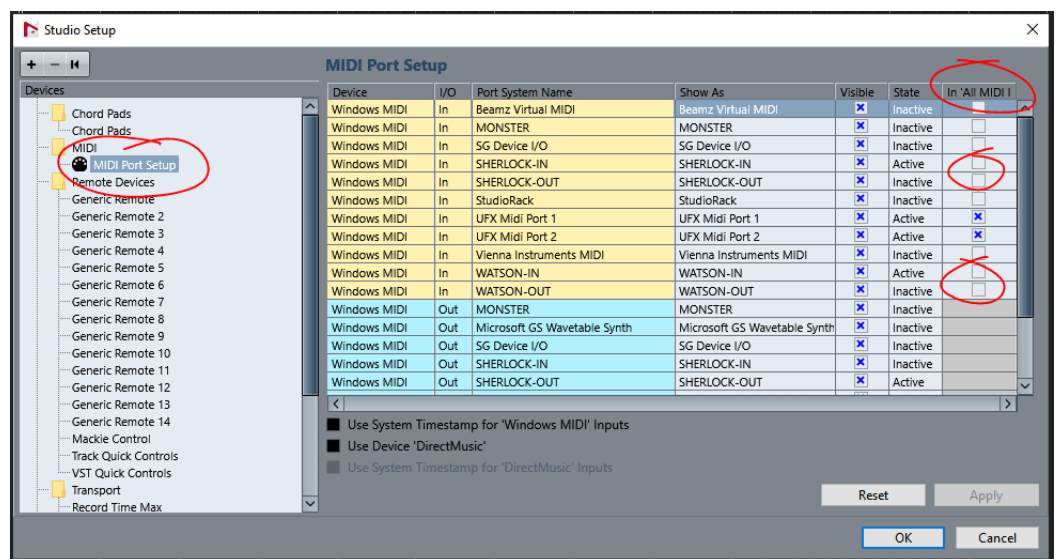 Studio Setup
Devices
Chord Pads
Chord Pads
MIDI
MIDI Port Setup
Remote Devices
Generic Remote
Generic Remote 2
Generic Remote 3
Generic Remote 4
Generic Remote 5
Generic Remote 6
Generic Remote 7
Generic Remote 8
Generic Remote 9
Generic Remote 10
Generic Remote 11
Generic Remote 12
Generic Remote 13
Generic Remote 14
Mackie Control
Track Quick Controls
VST Quick Controls
Transport
Record Time Max
MIDI Port Setup
Device I/O Port System Name Show As Visible State In 'All MIDI I
Windows MIDI In Beamz Virtual MIDI Beamz Virtual MIDI Inactive
Windows MIDI In MONSTER MONSTER Inactive
Windows MIDI In SG Device I/O SG Device I/O Inactive
Windows MIDI In SHERLOCK-IN SHERLOCK-IN Active
Windows MIDI In SHERLOCK-OUT SHERLOCK-OUT Inactive
Windows MIDI In StudioRack StudioRack Inactive
Windows MIDI In UFX Midi Port 1 UFX Midi Port 1 Active
Windows MIDI In UFX Midi Port 2 UFX Midi Port 2 Active
Windows MIDI In Vienna Instruments MIDI Vienna Instruments MIDI Inactive
Windows MIDI In WATSON-IN WATSON-IN Active
Windows MIDI In WATSON-OUT WATSON-OUT Inactive
Windows MIDI Out MONSTER MONSTER Inactive
Windows MIDI Out Microsoft GS Wavetable Synth Microsoft GS Wavetable Synth Inactive
Windows MIDI Out SG Device I/O SG Device I/O Inactive
Windows MIDI Out SHERLOCK-IN SHERLOCK-IN Inactive
Windows MIDI Out SHERLOCK-OUT SHERLOCK-OUT Active
Use System Timestamp for 'Windows MIDI' Inputs
Use Device 'DirectMusic'
Use System Timestamp for 'DirectMusic' Inputs
Reset Apply
OK Cancel